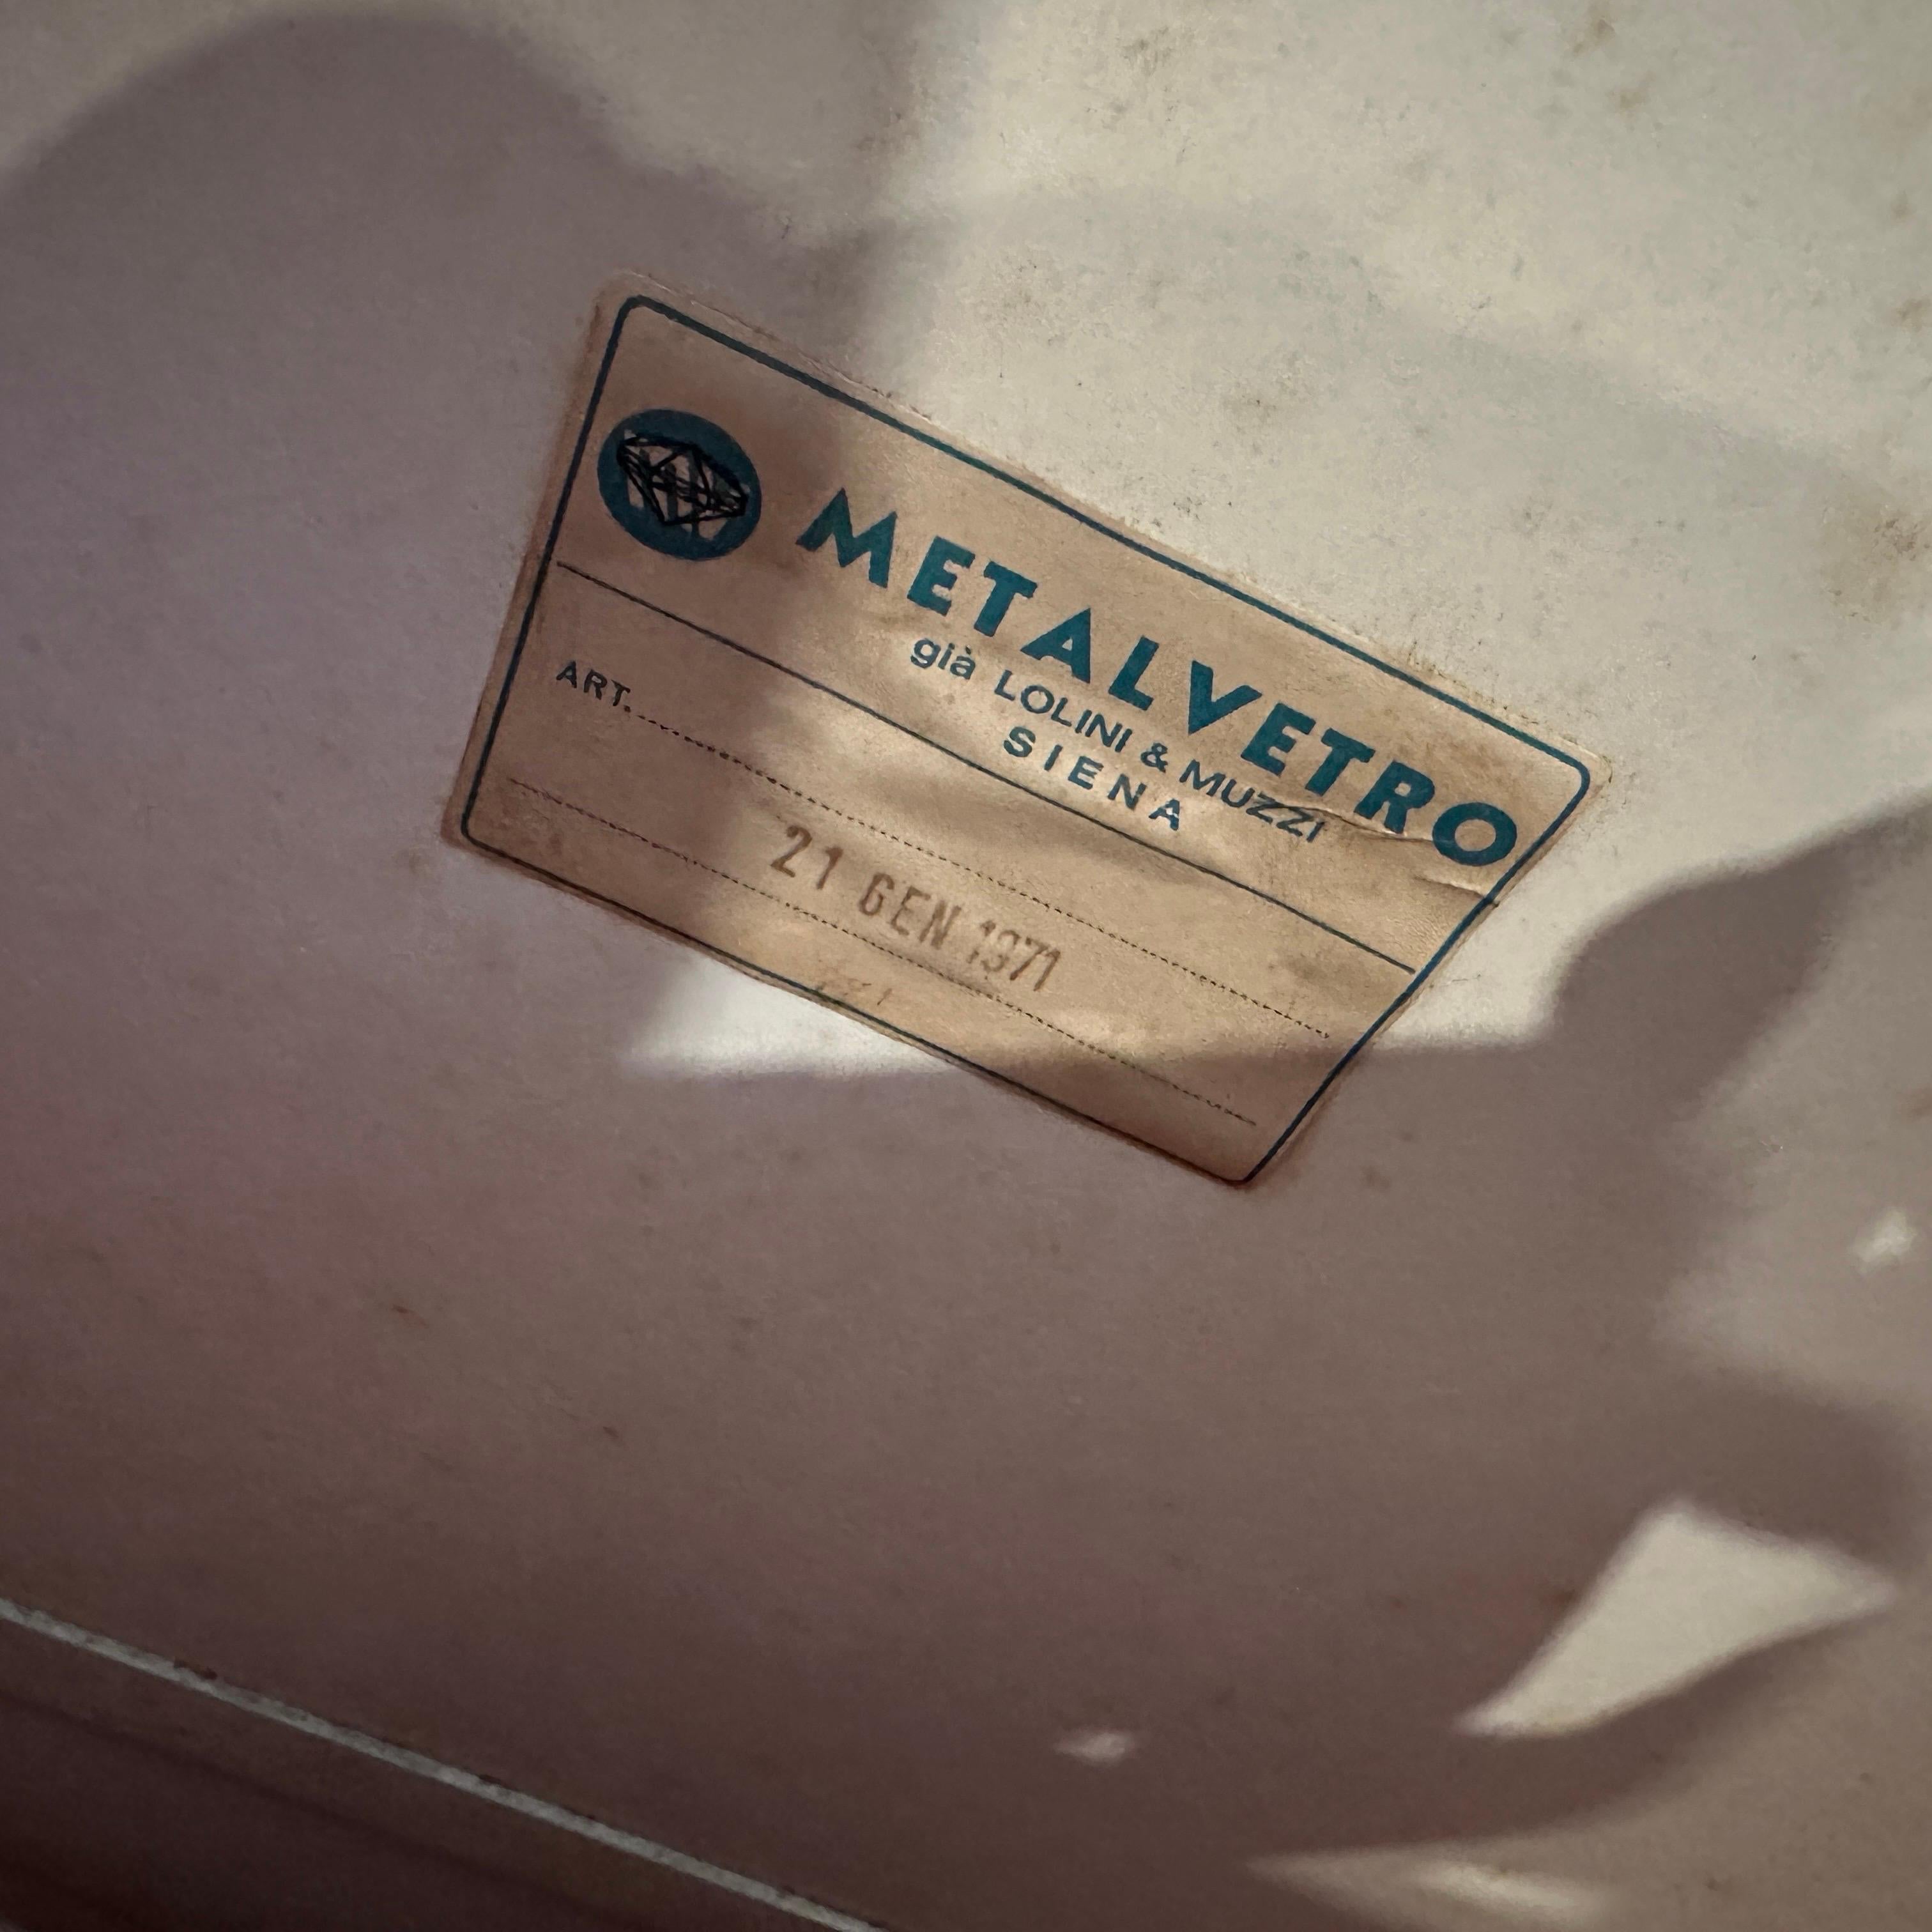 METALVETRO
già LOLINI & MUZZI
SIENA
ART.
21 GEN 1971